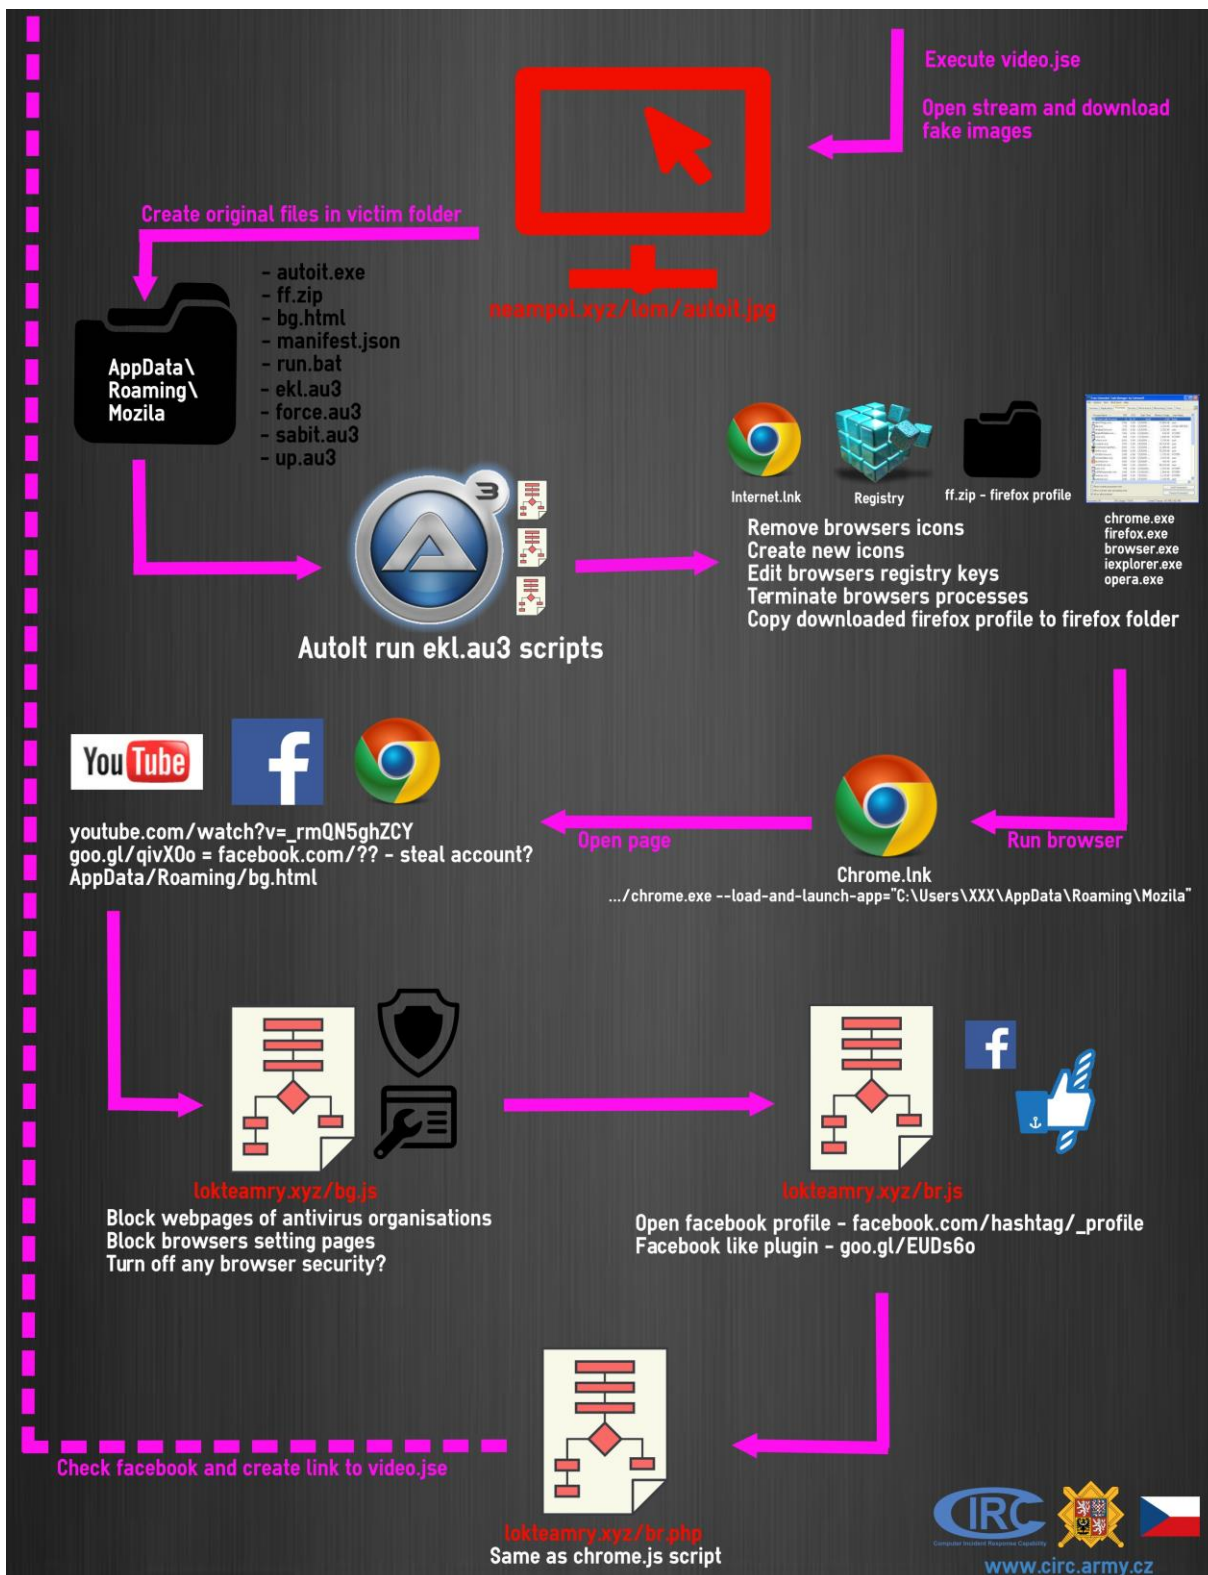 Execute video.jse
Open stream and download
fake images
Create original files in victim folder
- autoit.exe
- ff.zip
- bg.html
- manifest.json
- run.bat
- ekl.au3
- force.au3
- sabit.au3
- up.au3
AppData\
Roaming\
Mozila
neampol.xyz/lom/autoit.jpg
3
AutoIt run ekl.au3 scripts
Internet.lnk
Registry
ff.zip - firefox profile
chrome.exe
firefox.exe
browser.exe
iexplorer.exe
opera.exe
Remove browsers icons
Create new icons
Edit browsers registry keys
Terminate browsers processes
Copy downloaded firefox profile to firefox folder
Run browser
Chrome.lnk
.../chrome.exe --load-and-launch-app="C:\Users\XXX\AppData\Roaming\Mozila"
Open page
YouTube
f
youtube.com/watch?v=_rmQN5ghZCY
goo.gl/qivX0o = facebook.com/?? - steal account?
AppData/Roaming/bg.html
lokteamry.xyz/bg.js
Block webpages of antivirus organisations
Block browsers setting pages
Turn off any browser security?
f
lokteamry.xyz/br.js
Open facebook profile - facebook.com/hashtag/_profile
Facebook like plugin - goo.gl/EUDs6o
Check facebook and create link to video.jse
lokteamry.xyz/br.php
Same as chrome.js script
CIRC
Computer Incident Response Capability
www.circ.army.cz